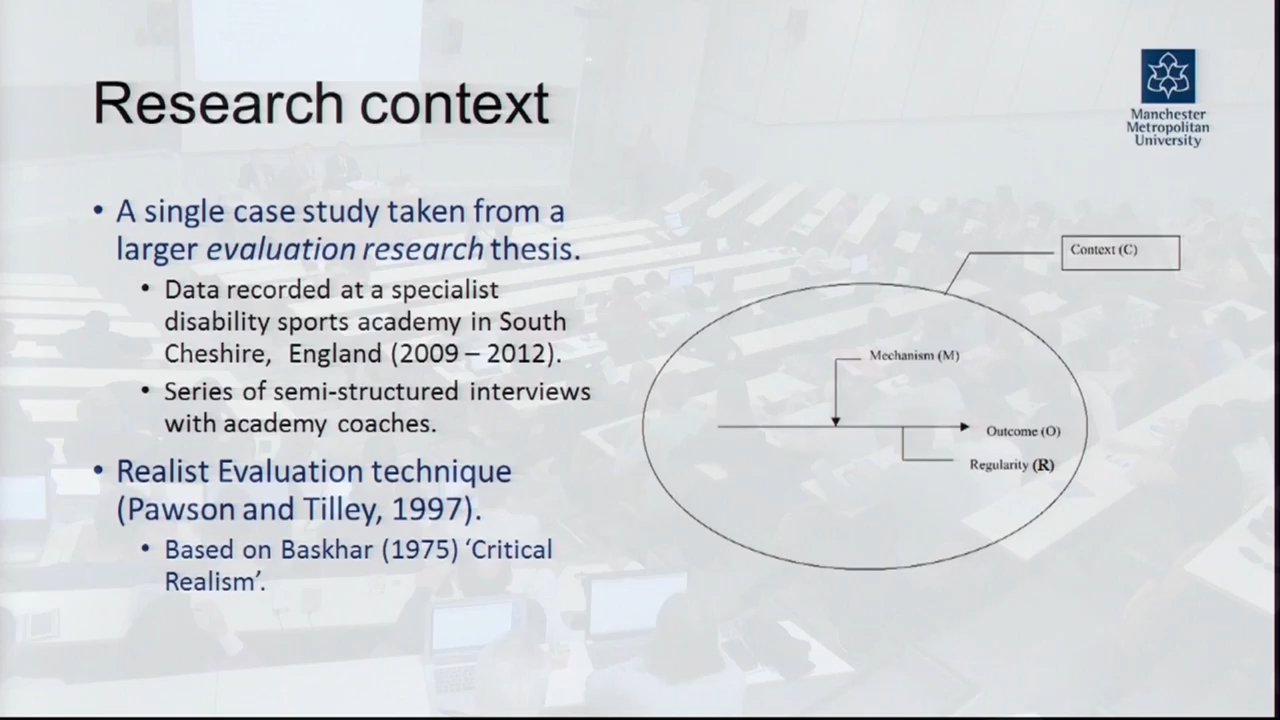 Research context
Manchester
Metropolitan
University
• A single case study taken from a
larger evaluation research thesis.
• Data recorded at a specialist
disability sports academy in South
Cheshire, England (2009 – 2012).
• Series of semi-structured interviews
with academy coaches.
• Realist Evaluation technique
(Pawson and Tilley, 1997).
• Based on Baskhar (1975) ‘Critical
Realism’.
Context (C)
Mechanism (M)
Outcome (O)
Regularity (R)